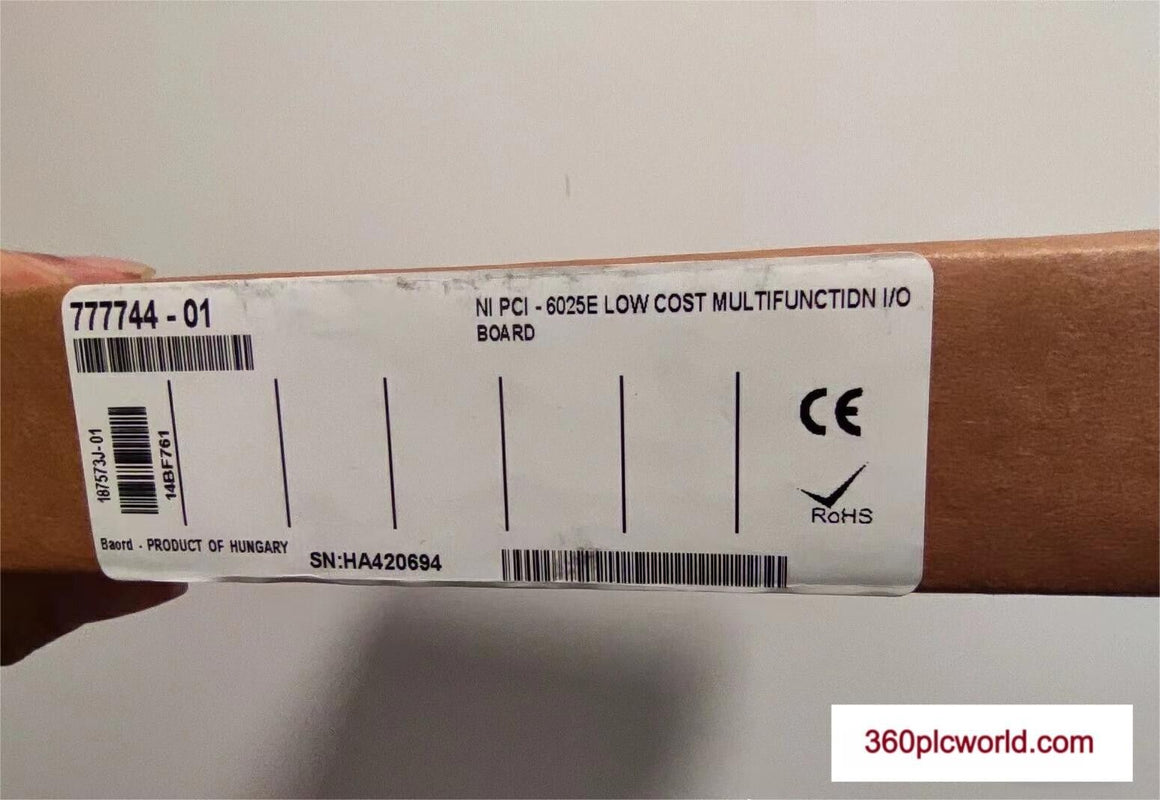 777744 - 01
NI PCI - 6025E LOW COST MULTIFUNCTIDN I/O
BOARD
187573J-01
14BF761
CE
RoHS
Baord - PRODUCT OF HUNGARY
SN:HA420694
360plcworld.com